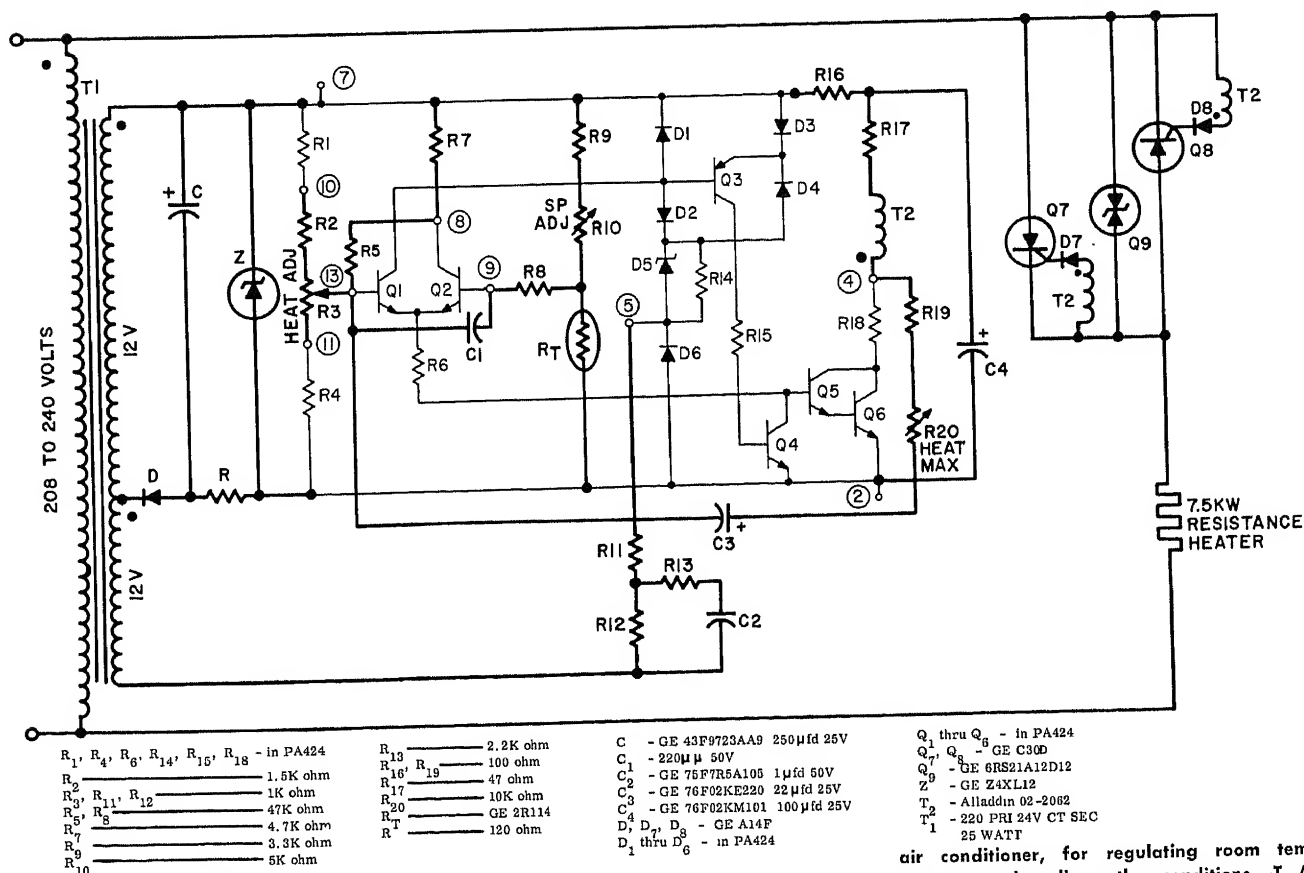 T1
7
R16
T2
D8
Q8
R1
R7
R9
D1
D3
R17
C
10
Q3
D4
Q7
R2
8
SP ADJ
R10
D2
T2
D7
Q9
Z
HEAT ADJ
R5
D5
R14
4
T2
13
Q1
Q2
9
R8
R3
5
R18
R19
11
C1
RT
R15
D6
C4
R6
R4
Q5
Q6
Q4
R20
HEAT
MAX
208 TO 240 VOLTS
12V
D
R
2
7.5KW
RESISTANCE
HEATER
C3
12V
R11
R13
R12
C2
R1, R4, R6, R14, R15, R18 - in PA424
R2 1.5K ohm
R3, R11, R12 1K ohm
R5, R8 47K ohm
R7 4.7K ohm
R9 3.3K ohm
R10 5K ohm
R13 2.2K ohm
R16, R19 100 ohm
R17 47 ohm
R20 10K ohm
RT GE 2R114
R 120 ohm
C - GE 43F9723AA9 250µfd 25V
C1 - 220µµ 50V
C2 - GE 75F7R5A105 1µfd 50V
C3 - GE 76F02KE220 22µfd 25V
C4 - GE 76F02KM101 100µfd 25V
D, D7, D8 - GE A14F
D1 thru D6 - in PA424
Q1 thru Q6 - in PA424
Q7, Q8 - GE C30D
Q9 - GE 6RS21A12D12
Z - GE Z4XL12
T2 - Alladdin 02-2062
T1 - 220 PRI 24V CT SEC
25 WATT
air conditioner, for regulating room tem